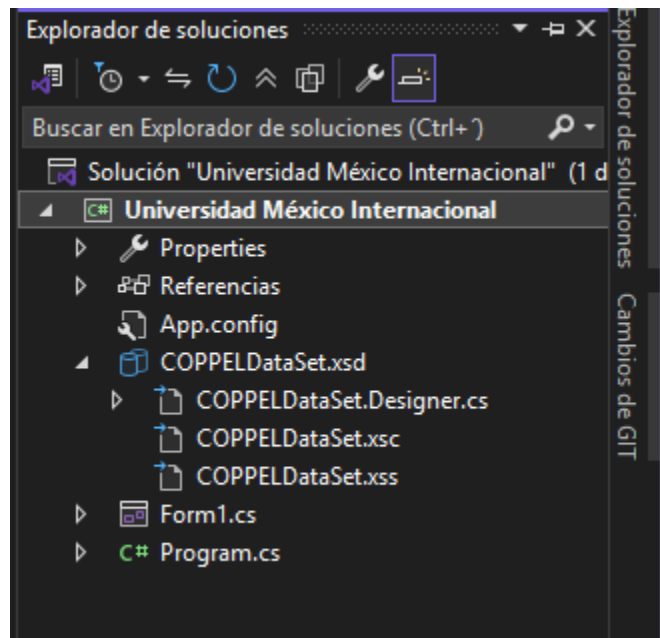 Explorador de soluciones
Buscar en Explorador de soluciones (Ctrl+´)
Solución "Universidad México Internacional" (1 d
C# Universidad México Internacional
Properties
Referencias
App.config
COPPELDataSet.xsd
COPPELDataSet.Designer.cs
COPPELDataSet.xsc
COPPELDataSet.xss
Form1.cs
C# Program.cs
Explorador de soluciones
Cambios de GIT